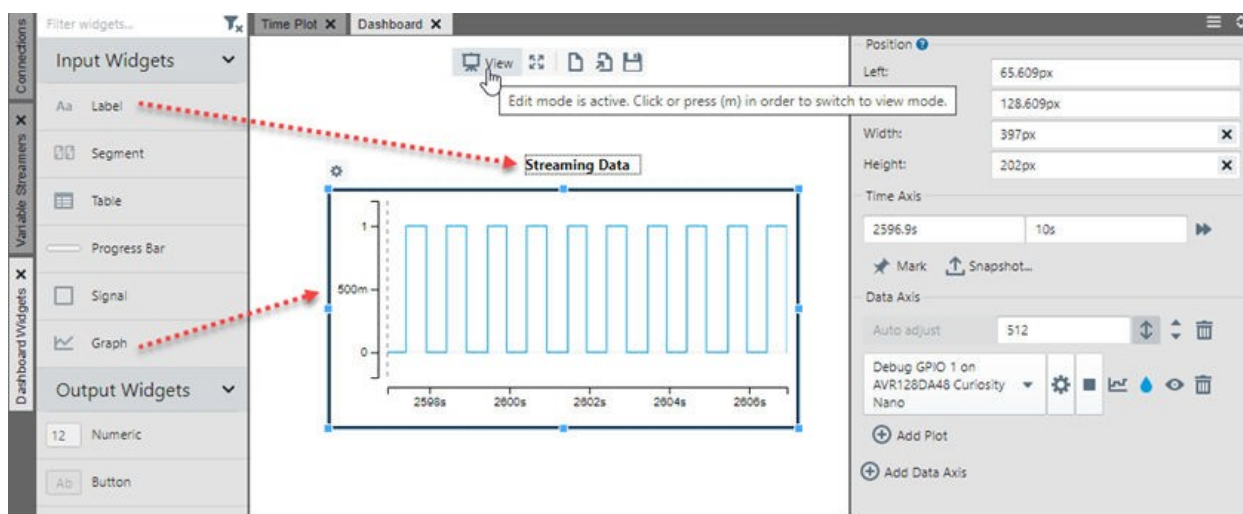 Connections
Variable Streamers
Dashboard Widgets
Filter widgets...
Input Widgets
Aa Label
Segment
Table
Progress Bar
Signal
Graph
Output Widgets
12 Numeric
Ab Button
Time Plot
Dashboard
View
Edit mode is active. Click or press (m) in order to switch to view mode.
Streaming Data
1
500m
0
2598s 2600s 2602s 2604s 2606s
Position
Left: 65.609px
128.609px
Width: 397px
Height: 202px
Time Axis
2596.9s 10s
Mark Snapshot...
Data Axis
Auto adjust 512
Debug GPIO 1 on
AVR128DA48 Curiosity
Nano
Add Plot
Add Data Axis